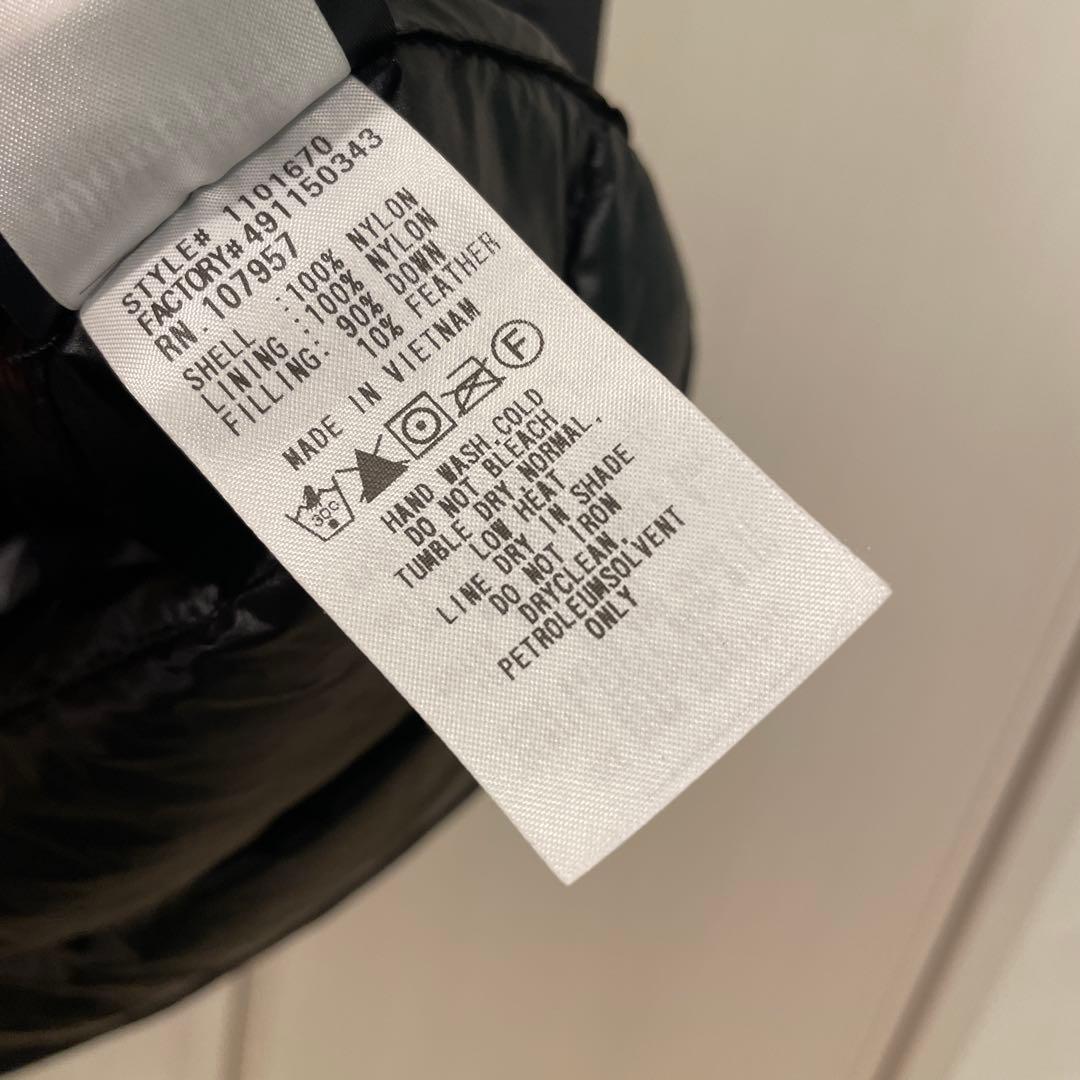 STYLE# 1101670
FACTORY#491150343
RN. 107957
SHELL :100% NYLON
LINING :100% NYLON
FILLING: 90% DOWN
10% FEATHER
MADE IN VIETNAM
30C
F
HAND WASH.COLD
DO NOT BLEACH
TUMBLE DRY NORMAL.
LOW HEAT
LINE DRY IN SHADE
DO NOT IRON
DRYCLEAN.
PETROLEUMSOLVENT
ONLY